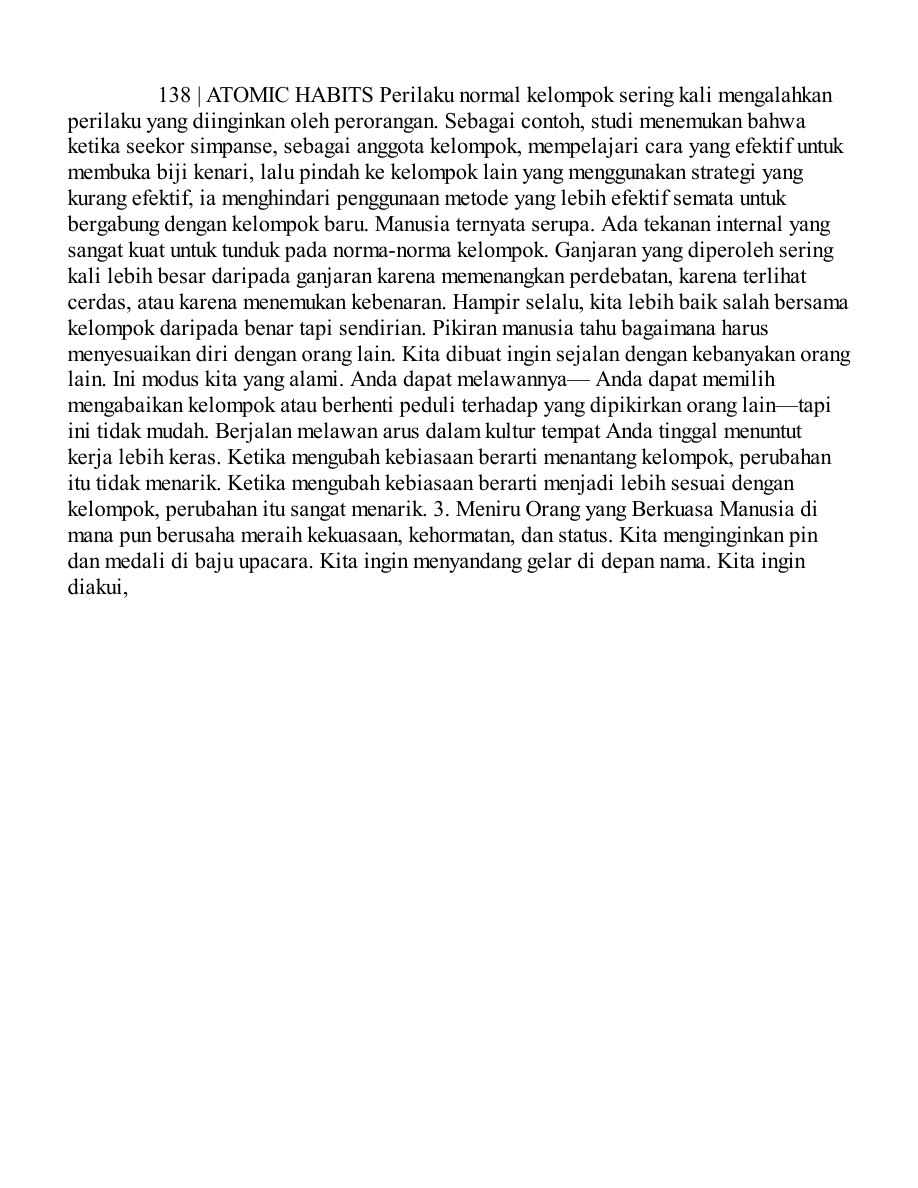 138 | ATOMIC HABITS Perilaku normal kelompok sering kali mengalahkan
perilaku yang diinginkan oleh perorangan. Sebagai contoh, studi menemukan bahwa
ketika seekor simpanse, sebagai anggota kelompok, mempelajari cara yang efektif untuk
membuka biji kenari, lalu pindah ke kelompok lain yang menggunakan strategi yang
kurang efektif, ia menghindari penggunaan metode yang lebih efektif semata untuk
bergabung dengan kelompok baru. Manusia ternyata serupa. Ada tekanan internal yang
sangat kuat untuk tunduk pada norma-norma kelompok. Ganjaran yang diperoleh sering
kali lebih besar daripada ganjaran karena memenangkan perdebatan, karena terlihat
cerdas, atau karena menemukan kebenaran. Hampir selalu, kita lebih baik salah bersama
kelompok daripada benar tapi sendirian. Pikiran manusia tahu bagaimana harus
menyesuaikan diri dengan orang lain. Kita dibuat ingin sejalan dengan kebanyakan orang
lain. Ini modus kita yang alami. Anda dapat melawannya— Anda dapat memilih
mengabaikan kelompok atau berhenti peduli terhadap yang dipikirkan orang lain—tapi
ini tidak mudah. Berjalan melawan arus dalam kultur tempat Anda tinggal menuntut
kerja lebih keras. Ketika mengubah kebiasaan berarti menantang kelompok, perubahan
itu tidak menarik. Ketika mengubah kebiasaan berarti menjadi lebih sesuai dengan
kelompok, perubahan itu sangat menarik. 3. Meniru Orang yang Berkuasa Manusia di
mana pun berusaha meraih kekuasaan, kehormatan, dan status. Kita menginginkan pin
dan medali di baju upacara. Kita ingin menyandang gelar di depan nama. Kita ingin
diakui,